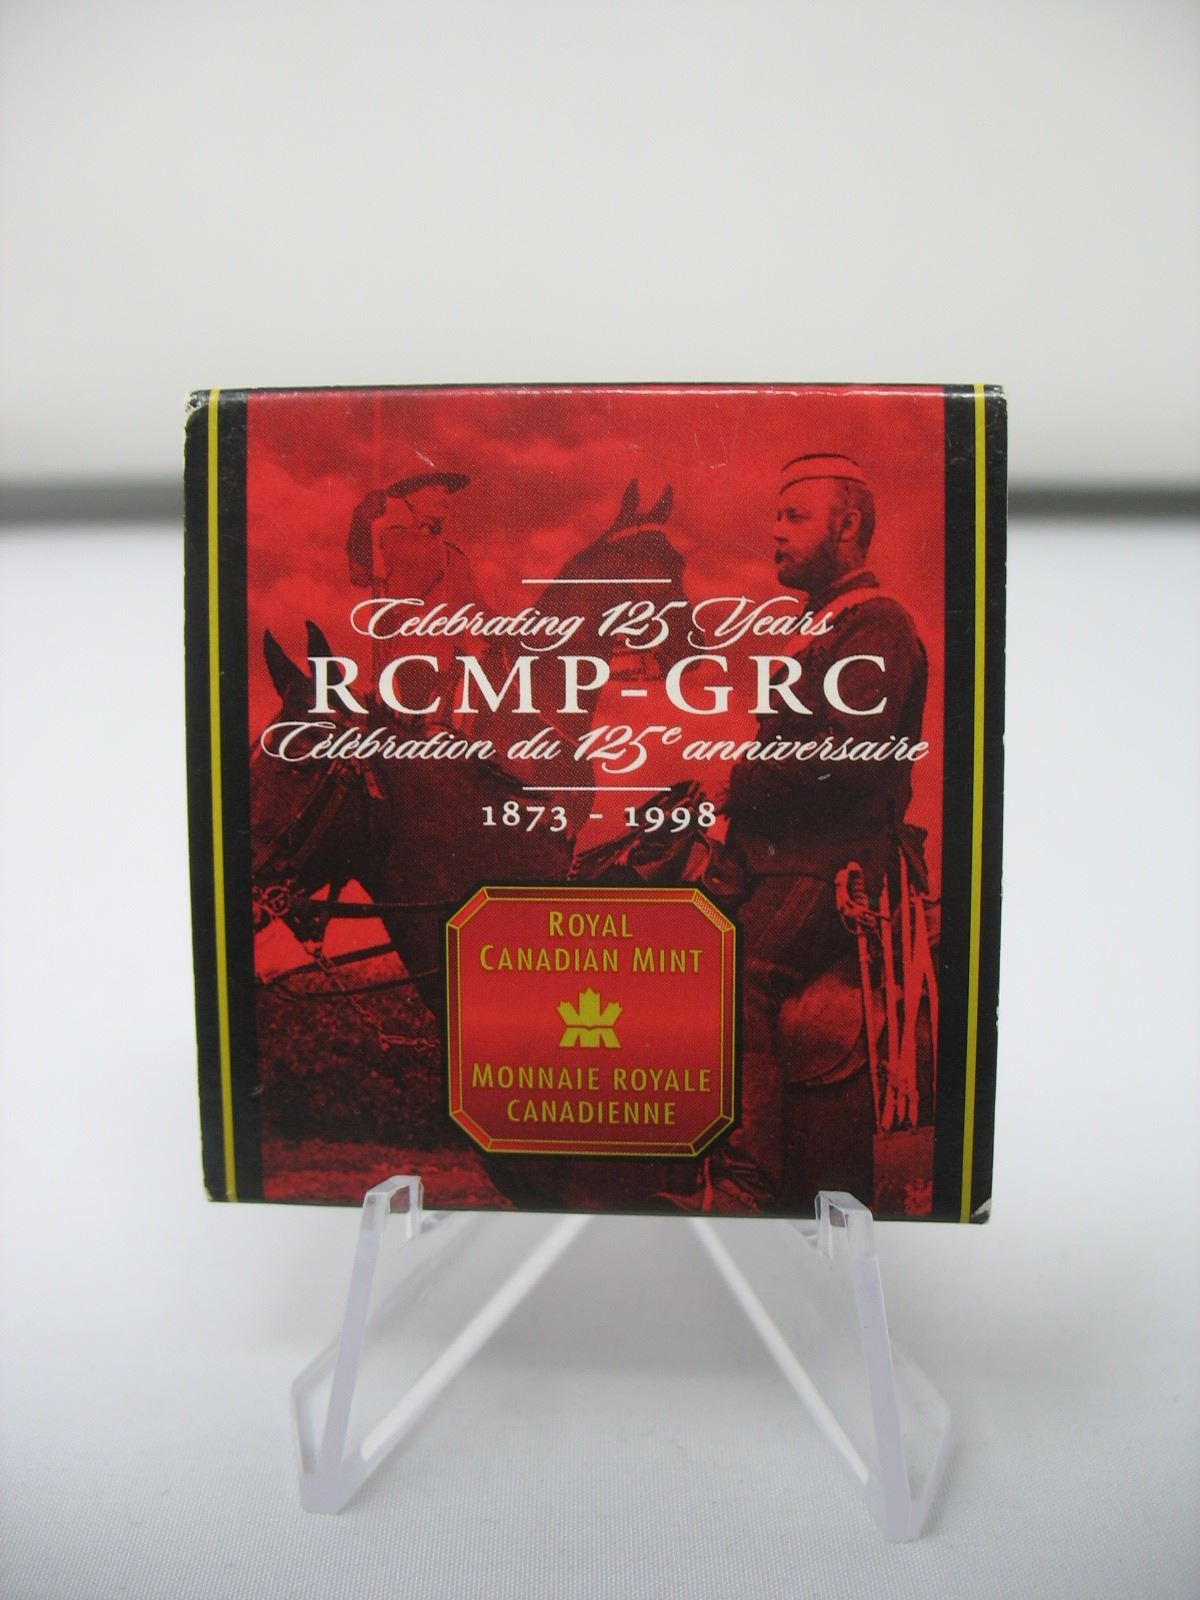 Celebrating 125 Years
RCMP-GRC
Célébration du 125e anniversaire
1873 - 1998
ROYAL
CANADIAN MINT
MONNAIE ROYALE
CANADIENNE